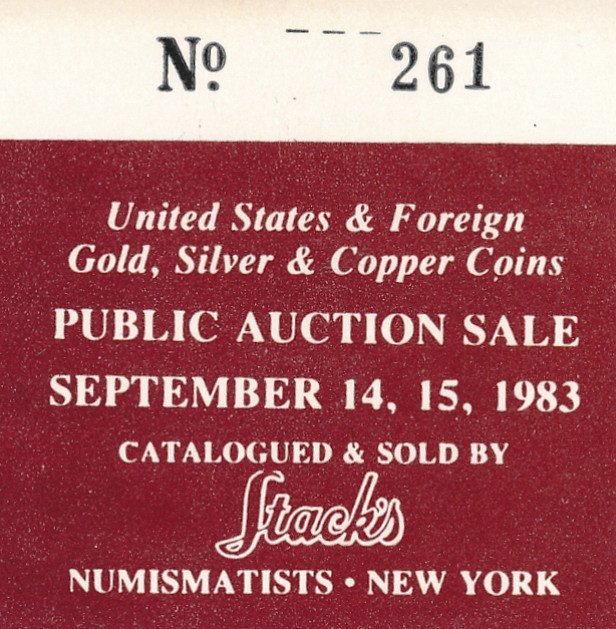 Nº. 261
United States & Foreign
Gold, Silver & Copper Coins
PUBLIC AUCTION SALE
SEPTEMBER 14, 15, 1983
CATALOGUED & SOLD BY
Stack's
NUMISMATISTS • NEW YORK